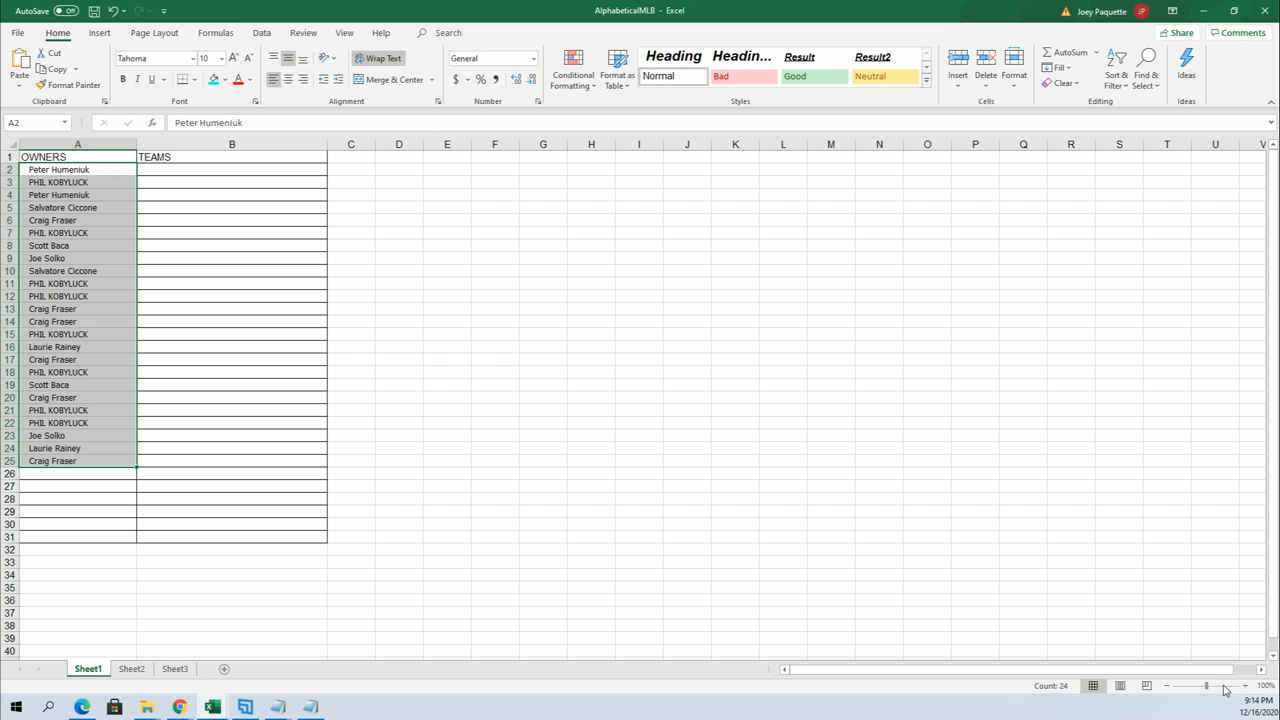 AutoSave Off
AlphabeticalMLB - Excel
Joey Paquette JP
File Home Insert Page Layout Formulas Data Review View Help Search Share Comments
Paste
Cut
Copy
Format Painter
Clipboard
Tahoma 10
B I U
Font
Wrap Text
Merge & Center
Alignment
General
$ % ,
Number
Conditional Formatting
Format as Table
Heading Headin... Result Result2
Normal Bad Good Neutral
Styles
Insert Delete Format
Cells
AutoSum
Fill
Clear
Sort & Filter
Find & Select
Editing
Ideas
Ideas
A2 fx Peter Humeniuk
A B C D E F G H I J K L M N O P Q R S T U V
1 OWNERS TEAMS
2 Peter Humeniuk
3 PHIL KOBYLUCK
4 Peter Humeniuk
5 Salvatore Ciccone
6 Craig Fraser
7 PHIL KOBYLUCK
8 Scott Baca
9 Joe Solko
10 Salvatore Ciccone
11 PHIL KOBYLUCK
12 PHIL KOBYLUCK
13 Craig Fraser
14 Craig Fraser
15 PHIL KOBYLUCK
16 Laurie Rainey
17 Craig Fraser
18 PHIL KOBYLUCK
19 Scott Baca
20 Craig Fraser
21 PHIL KOBYLUCK
22 PHIL KOBYLUCK
23 Joe Solko
24 Laurie Rainey
25 Craig Fraser
26
27
28
29
30
31
32
33
34
35
36
37
38
39
40
Sheet1 Sheet2 Sheet3
Count: 24 100%
9:14 PM
12/16/2020